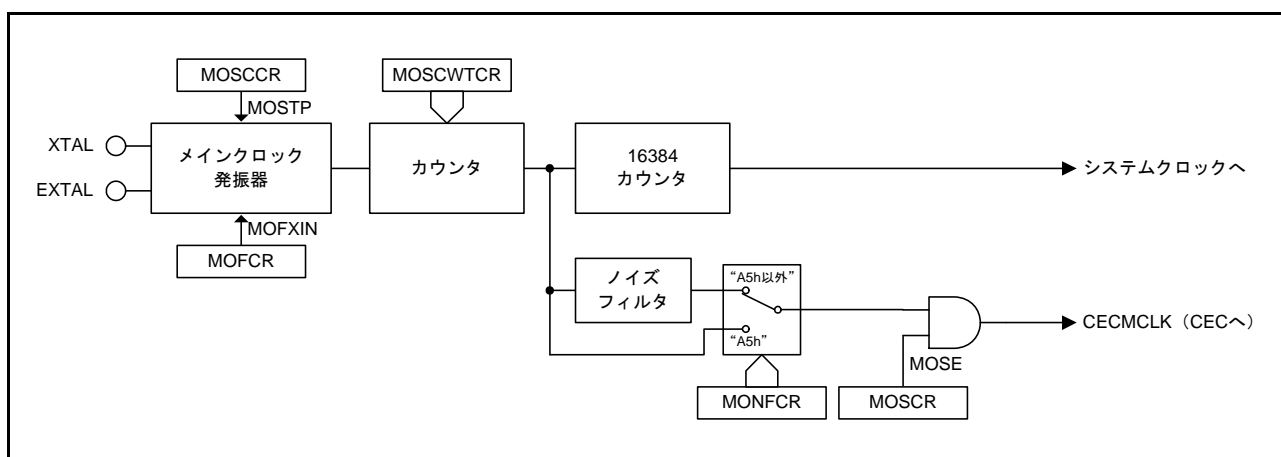 MOSCCR
MOSCWTCR
MOSTP
XTAL
EXTAL
メインクロック
発振器
カウンタ
16384
カウンタ
システムクロックへ
MOFXIN
MOFCR
ノイズ
フィルタ
“A5h以外”
“A5h”
CECMCLK（CECへ）
MOSE
MONFCR
MOSCR